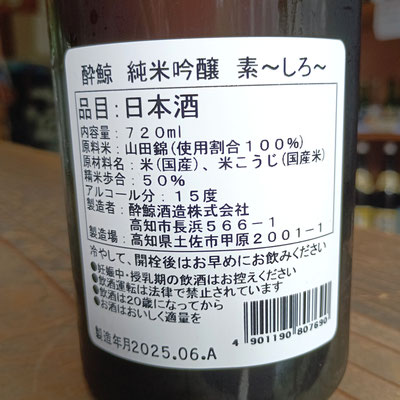 酔鯨 純米吟醸 素～しろ～
品目：日本酒
内容量：７２０ml
原料米：山田錦(使用割合１００％)
原材料名：米(国産)、米こうじ(国産米)
精米歩合：５０％
アルコール分：１５度
製造者：酔鯨酒造株式会社
高知市長浜５６６－１
製造場：高知県土佐市甲原２００１－１
冷やして、開栓後はお早めにお飲みください
●妊娠中・授乳期の飲酒はお控えください
●飲酒運転は法律で禁止されています
●飲酒は20歳になってから
●お酒はおいしく適量を
製造年月2025.06.A
4 901190 807690